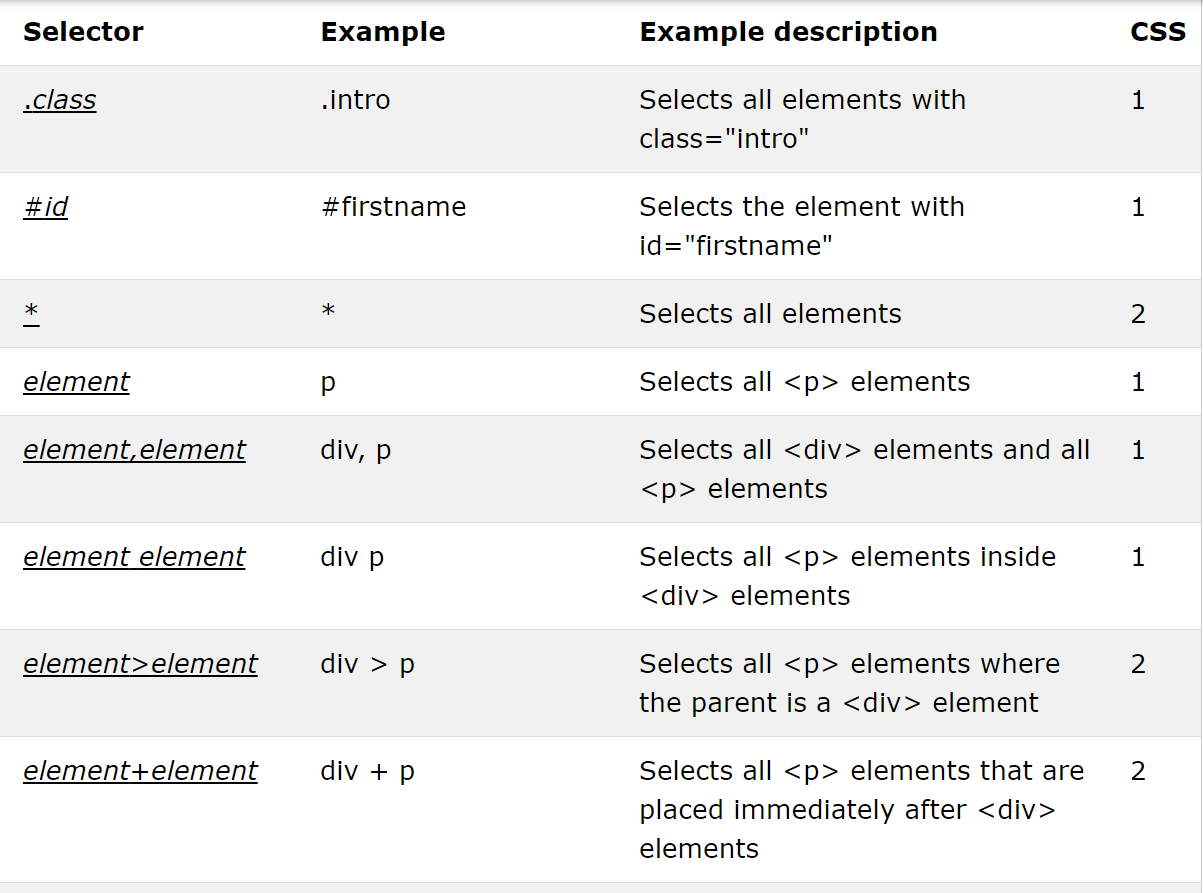 Selector Example Example description CSS
.class .intro Selects all elements with 1
class="intro"
#id #firstname Selects the element with 1
id="firstname"
* * Selects all elements 2
element p Selects all <p> elements 1
element,element div, p Selects all <div> elements and all 1
<p> elements
element element div p Selects all <p> elements inside 1
<div> elements
element>element div > p Selects all <p> elements where 2
the parent is a <div> element
element+element div + p Selects all <p> elements that are 2
placed immediately after <div>
elements